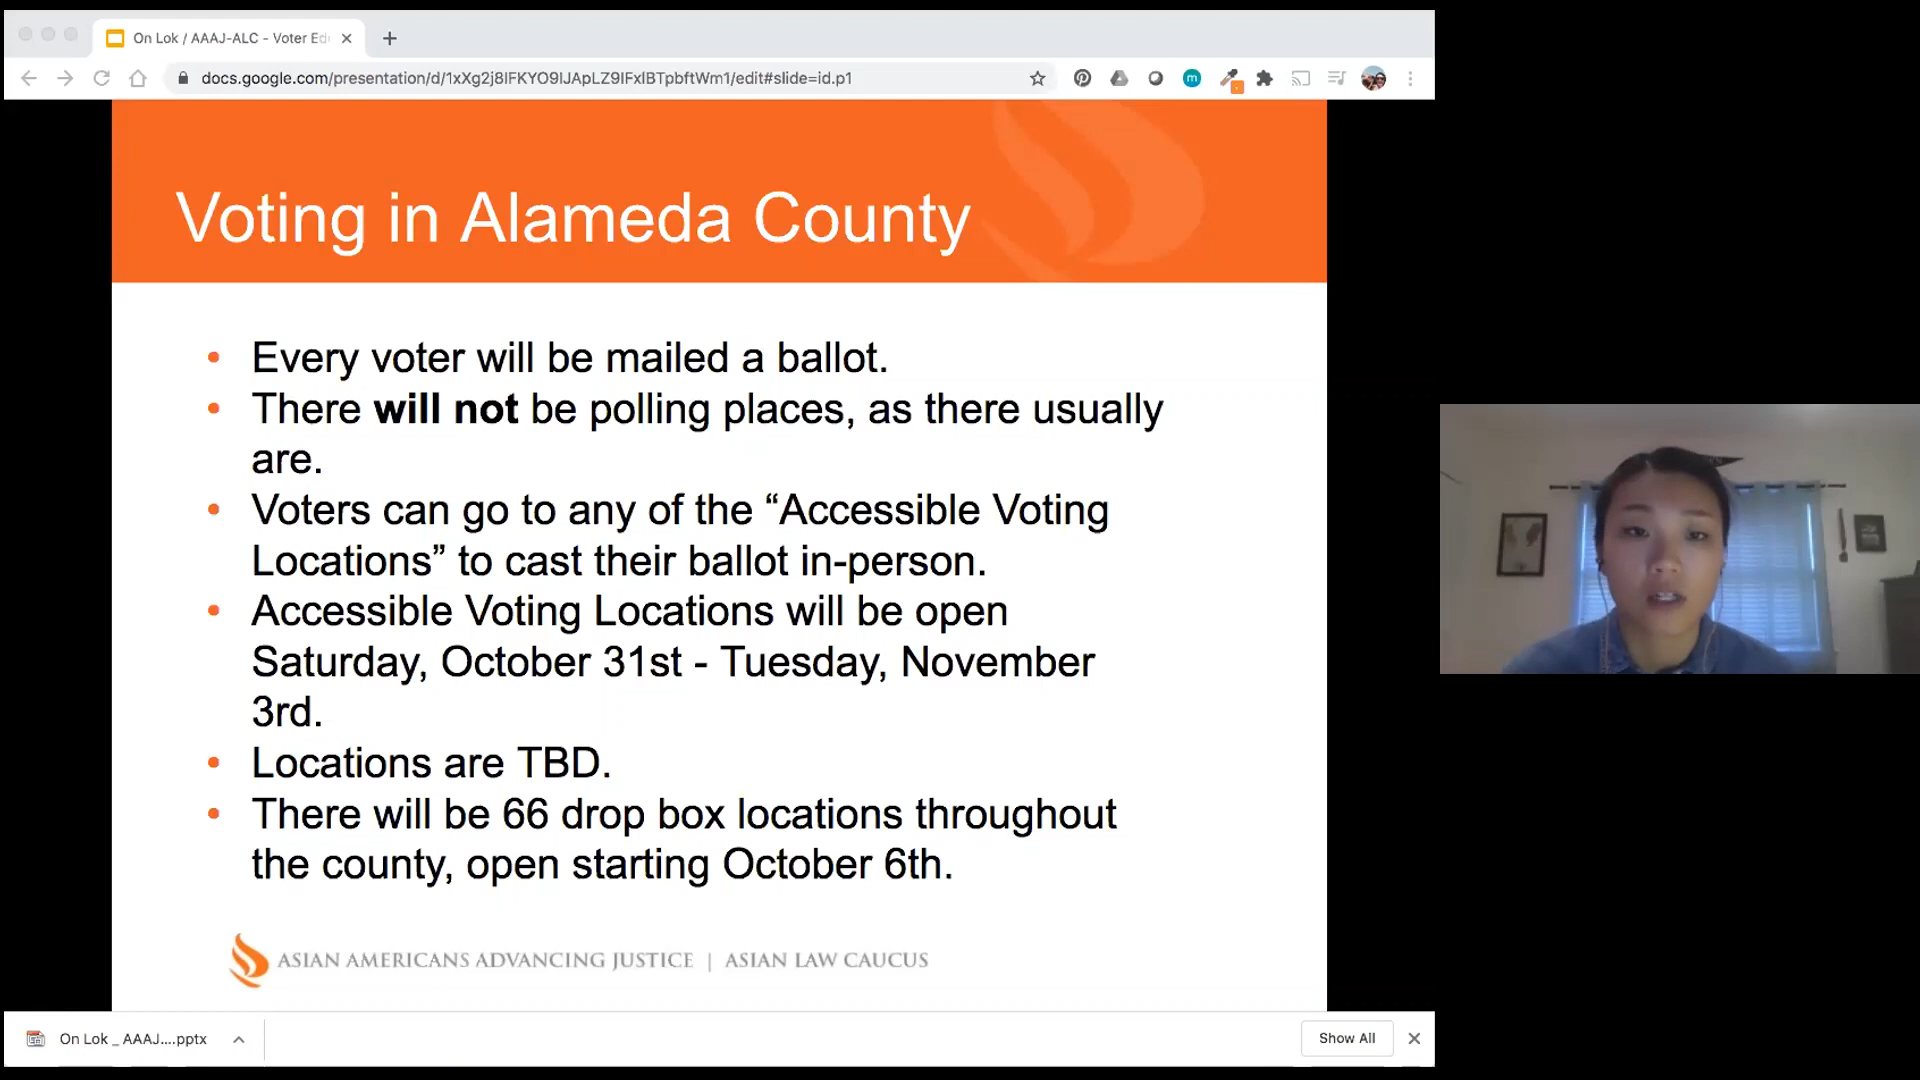 On Lok / AAAJ-ALC - Voter Ed
docs.google.com/presentation/d/1xXg2j8lFKYO9lJApLZ9lFxlBTpbftWm1/edit#slide=id.p1
Voting in Alameda County
• Every voter will be mailed a ballot.
• There will not be polling places, as there usually
are.
• Voters can go to any of the “Accessible Voting
Locations” to cast their ballot in-person.
• Accessible Voting Locations will be open
Saturday, October 31st - Tuesday, November
3rd.
• Locations are TBD.
• There will be 66 drop box locations throughout
the county, open starting October 6th.
ASIAN AMERICANS ADVANCING JUSTICE | ASIAN LAW CAUCUS
On Lok _ AAAJ....pptx
Show All